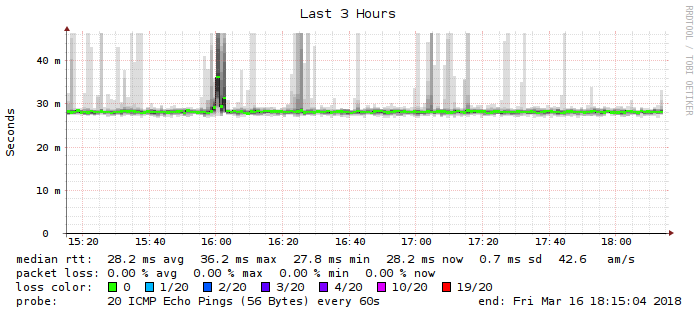 Last 3 Hours
RRDTOOL / TOBI OETIKER
Seconds
40 m
30 m
20 m
10 m
0
15:20 15:40 16:00 16:20 16:40 17:00 17:20 17:40 18:00
median rtt: 28.2 ms avg 36.2 ms max 27.8 ms min 28.2 ms now 0.7 ms sd 42.6 am/s
packet loss: 0.00 % avg 0.00 % max 0.00 % min 0.00 % now
loss color: 0 1/20 2/20 3/20 4/20 10/20 19/20
probe: 20 ICMP Echo Pings (56 Bytes) every 60s end: Fri Mar 16 18:15:04 2018